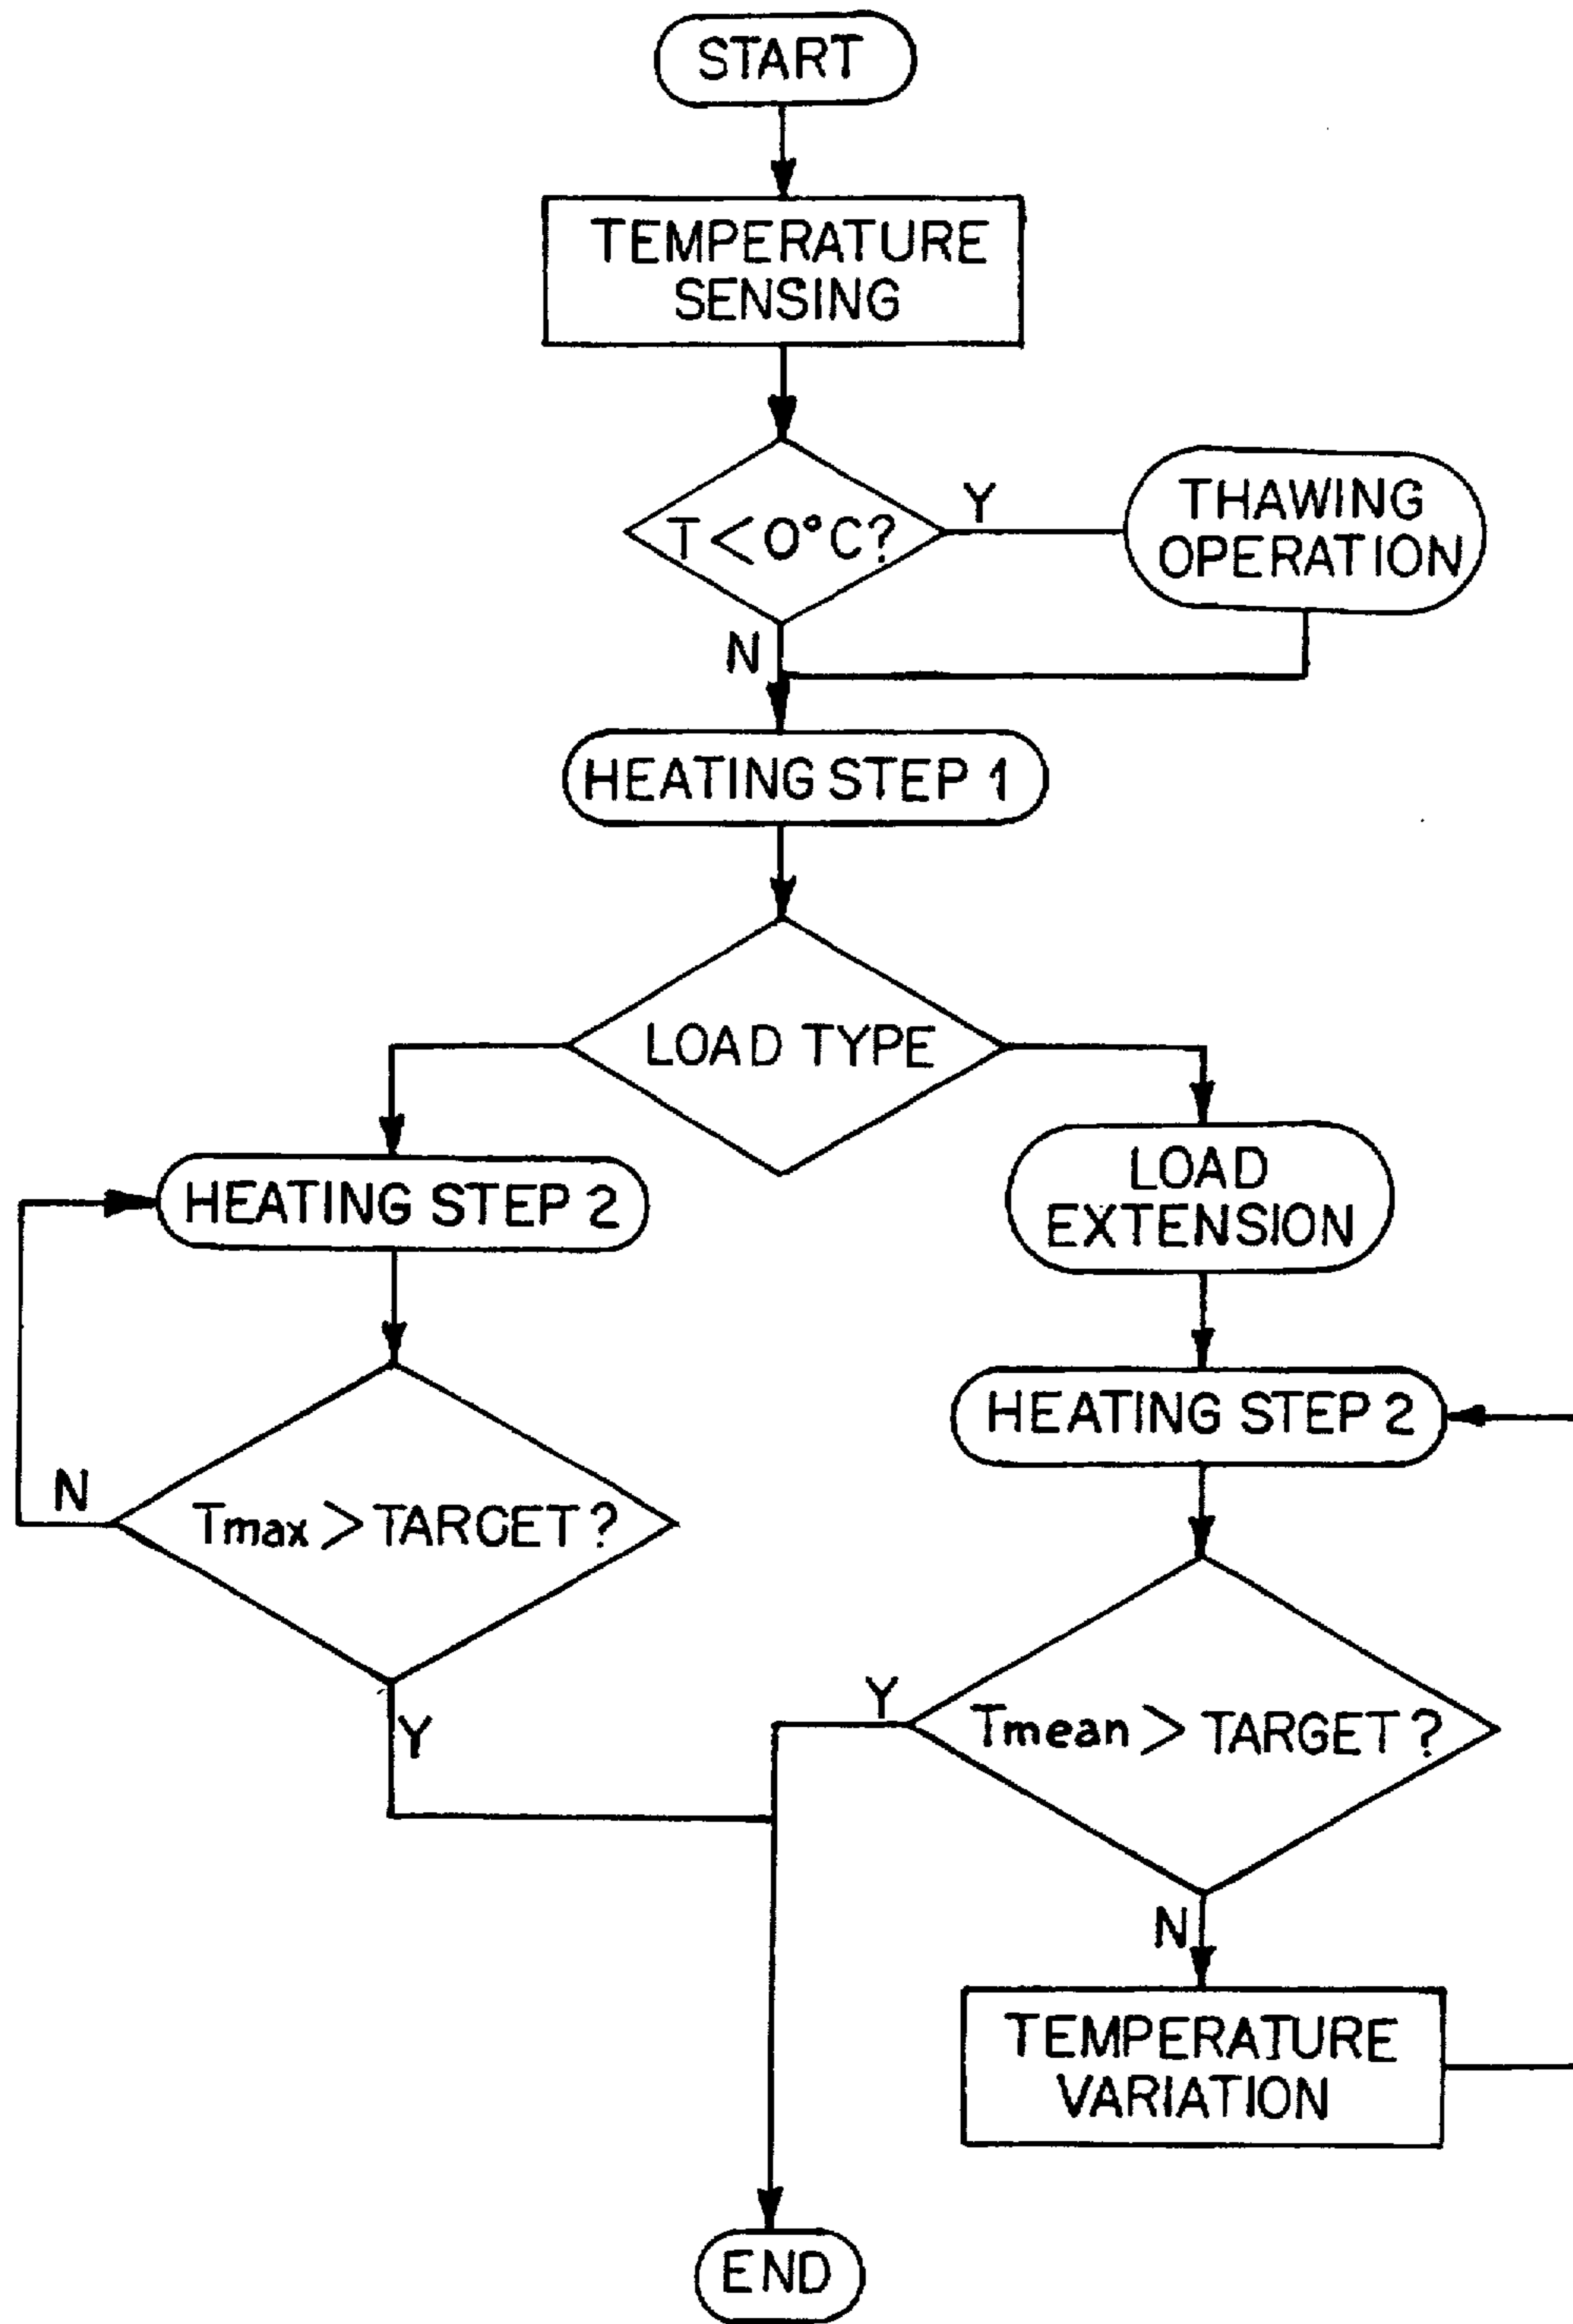 START
TEMPERATURE
SENSING
T < 0°C?
Y
THAWING
OPERATION
N
HEATING STEP 1
LOAD TYPE
HEATING STEP 2
LOAD
EXTENSION
HEATING STEP 2
N
Tmax > TARGET?
Y
Y
Tmean > TARGET?
N
TEMPERATURE
VARIATION
END